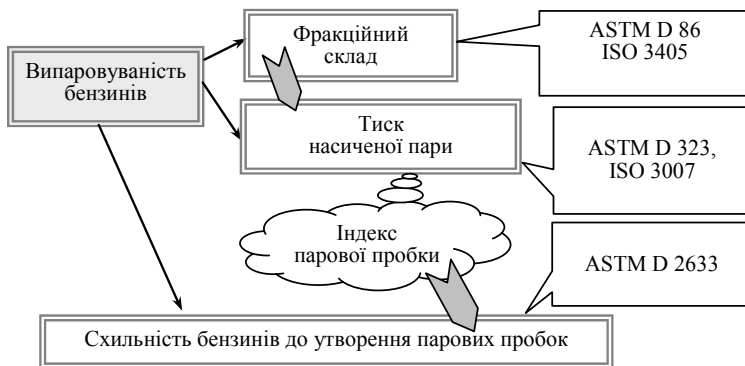 Фракційний
склад
ASTM D 86
ISO 3405
Випаровуваність
бензинів
Тиск
насиченої пари
ASTM D 323,
ISO 3007
Індекс
парової пробки
ASTM D 2633
Схильність бензинів до утворення парових пробок